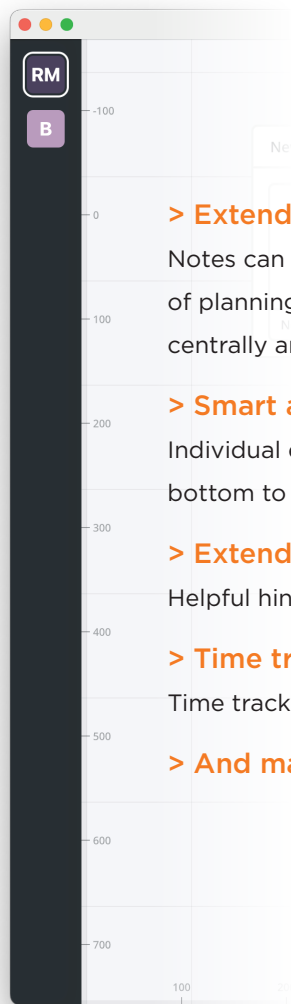 RM
B
-100
0
100
200
300
400
500
600
700
100
> Extend
Notes can
of planning
centrally a
> Smart a
Individual
bottom to
> Extend
Helpful hin
> Time tr
Time track
> And ma